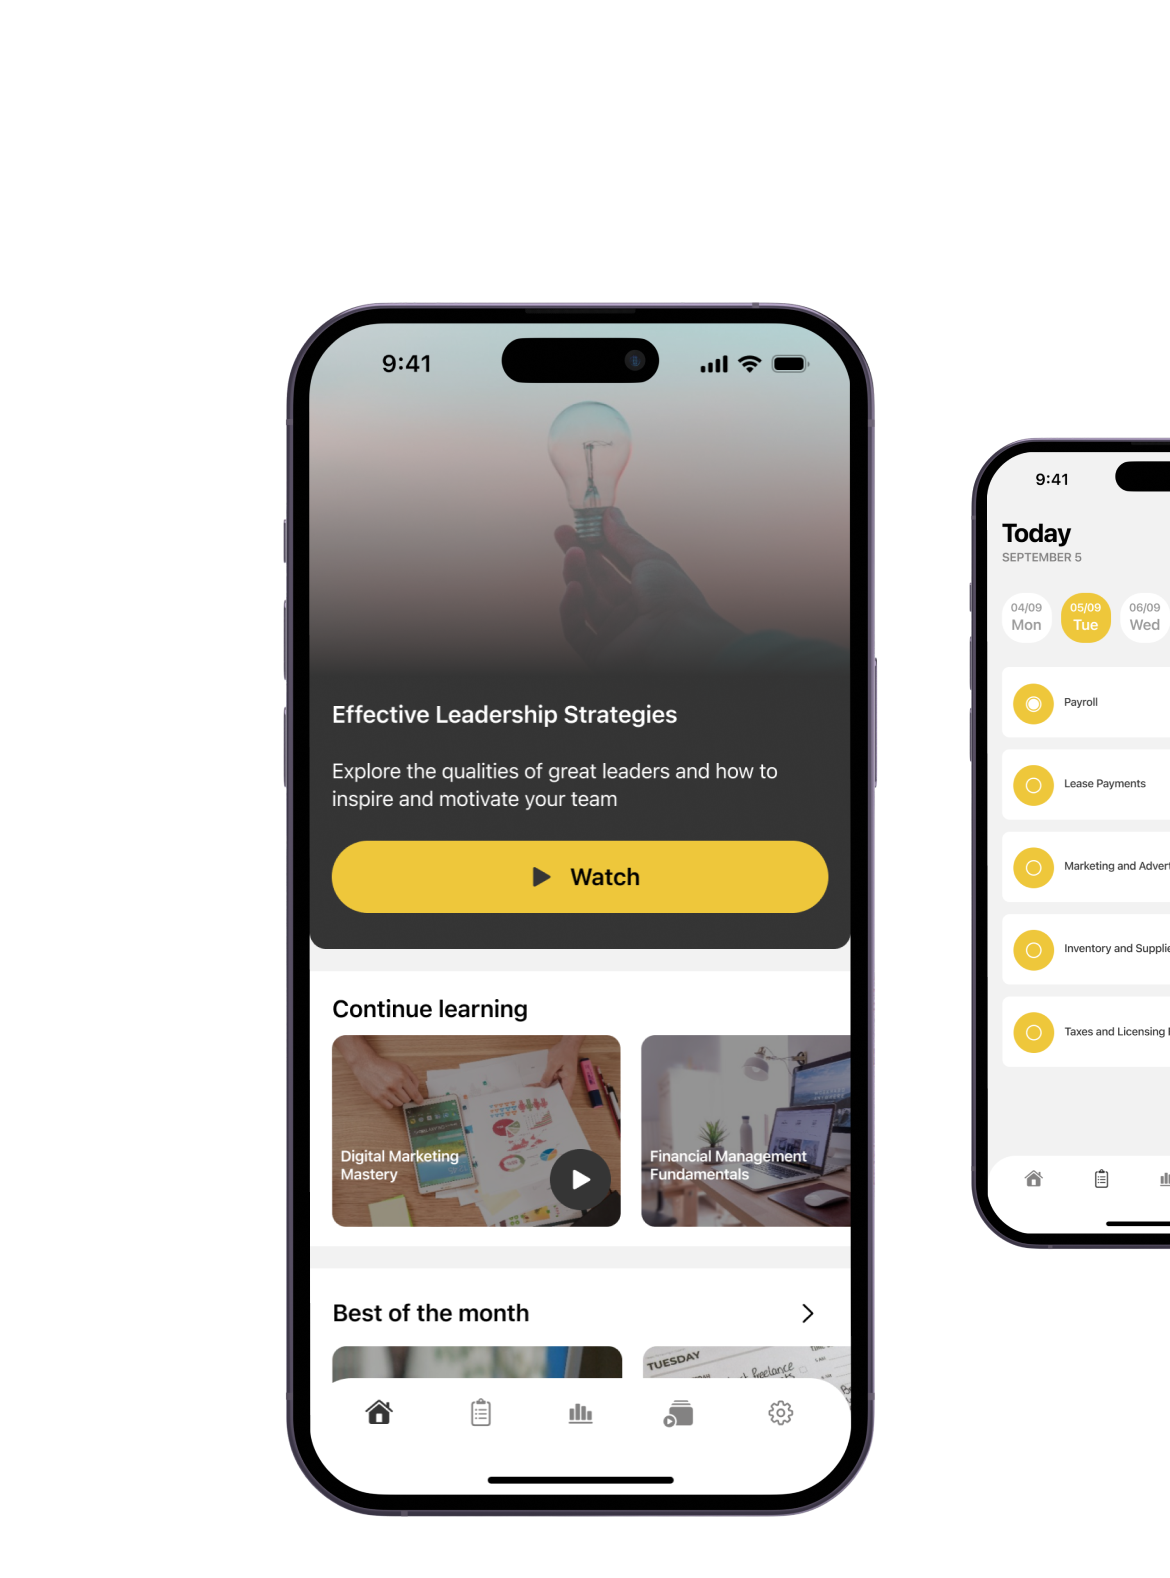 9:41
Effective Leadership Strategies
Explore the qualities of great leaders and how to
inspire and motivate your team
Watch
Continue learning
Digital Marketing
Mastery
Financial Management
Fundamentals
Best of the month
TUESDAY
freelance
9:41
Today
SEPTEMBER 5
04/09
Mon
05/09
Tue
06/09
Wed
Payroll
Lease Payments
Marketing and Advert
Inventory and Supplie
Taxes and Licensing